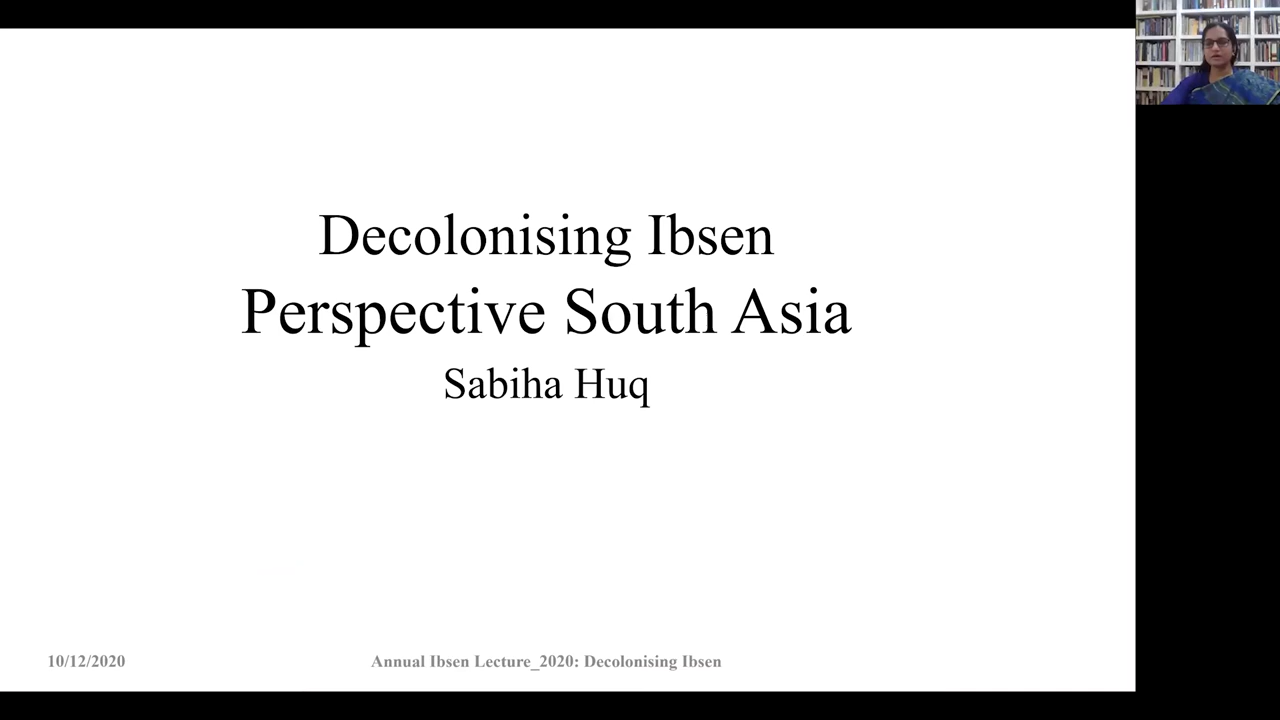 Decolonising Ibsen
Perspective South Asia
Sabiha Huq
10/12/2020
Annual Ibsen Lecture_2020: Decolonising Ibsen